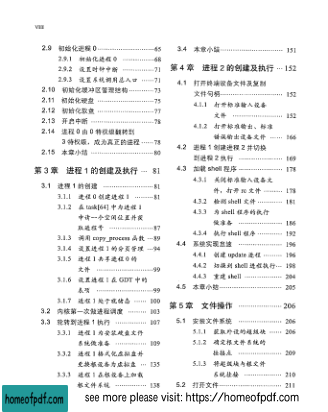 VIII
2.9 初始化进程 0 ……65
2.9.1 初始化进程 0 ……68
2.9.2 设置时钟中断 ……71
2.9.3 设置系统调用总入口 ……71
2.10 初始化缓冲区管理结构 ……73
2.11 初始化硬盘 ……75
2.12 初始化软盘 ……77
2.13 开启中断 ……78
2.14 进程 0 由 0 特权级翻转到
3 特权级，成为真正的进程 ……78
2.15 本章小结 ……80
第 3 章 进程 1 的创建及执行 … 81
3.1 进程 1 的创建 ……81
3.1.1 进程 0 创建进程 1 ……81
3.1.2 在 task[64] 中为进程 1
申请一个空闲位置并获
取进程号 ……87
3.1.3 调用 copy_process 函数 …89
3.1.4 设置进程 1 的分页管理 …94
3.1.5 进程 1 共享进程 0 的
文件 ……99
3.1.6 设置进程 1 在 GDT 中的
表项 ……99
3.1.7 进程 1 处于就绪态 ……100
3.2 内核第一次做进程调度 ……103
3.3 轮转到进程 1 执行 ……107
3.3.1 进程 1 为安装硬盘文件
系统做准备 ……109
3.3.2 进程 1 格式化虚拟盘并
更换根设备为虚拟盘 …135
3.3.3 进程 1 在根设备上加载
根文件系统 ……138
3.4 本章小结 ……151
第 4 章 进程 2 的创建及执行 …152
4.1 打开终端设备文件及复制
文件句柄 ……152
4.1.1 打开标准输入设备
文件 ……152
4.1.2 打开标准输出、标准
错误输出设备文件 ……166
4.2 进程 1 创建进程 2 并切换
到进程 2 执行 ……169
4.3 加载 shell 程序 ……178
4.3.1 关闭标准输入设备文
件，打开 rc 文件 ……178
4.3.2 检测 shell 文件 ……181
4.3.3 为 shell 程序的执行
做准备 ……186
4.3.4 执行 shell 程序 ……192
4.4 系统实现怠速 ……196
4.4.1 创建 update 进程 ……196
4.4.2 切换到 shell 进程执行 …198
4.4.3 重建 shell ……204
4.5 本章小结 ……205
第 5 章 文件操作 ……206
5.1 安装文件系统 ……206
5.1.1 获取外设的超级块 ……206
5.1.2 确定根文件系统的
挂接点 ……209
5.1.3 将超级块与根文件
系统挂接 ……210
5.2 打开文件 ……211
homeofpdf.com
see more please visit: https://homeofpdf.com